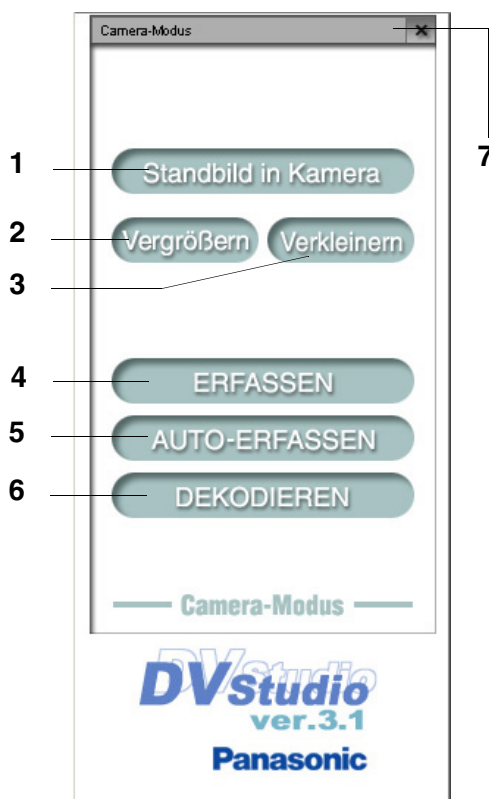 Camera-Modus
7
1 Standbild in Kamera
2 Vergrößern Verkleinern
3
4 ERFASSEN
5 AUTO-ERFASSEN
6 DEKODIEREN
Camera-Modus
DVStudio
ver.3.1
Panasonic